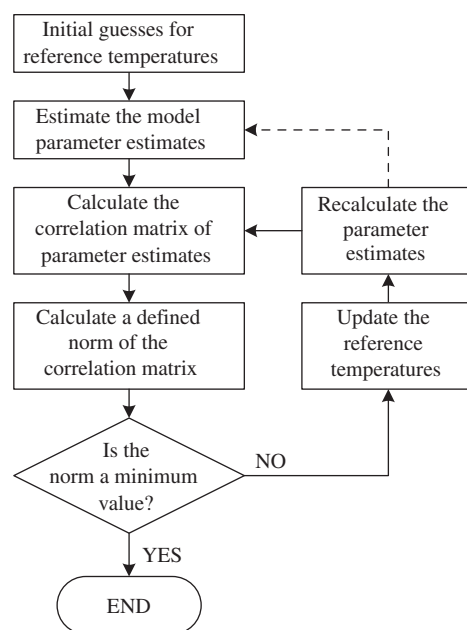 Initial guesses for
reference temperatures
Estimate the model
parameter estimates
Calculate the
correlation matrix of
parameter estimates
Recalculate the
parameter
estimates
Calculate a defined
norm of the
correlation matrix
Update the
reference
temperatures
Is the
norm a minimum
value?
NO
YES
END